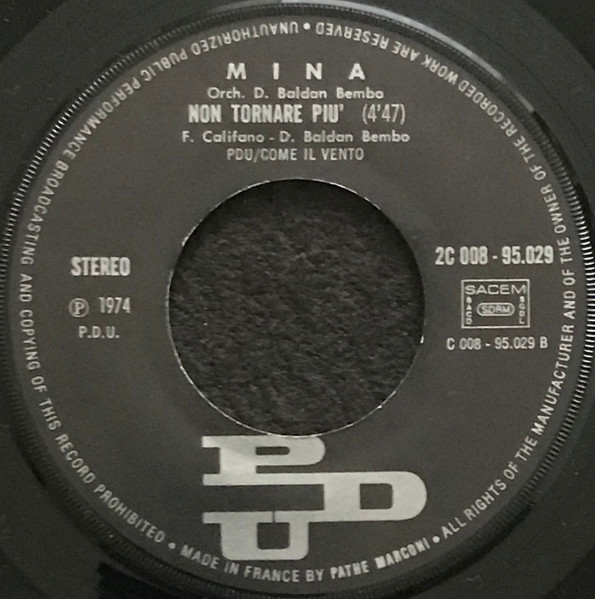 M I N A
Orch. D. Baldan Bembo
NON TORNARE PIU' (4'47)
F. Califano - D. Baldan Bembo
PDU/COME IL VENTO
STEREO
℗ 1974
P.D.U.
2C 008 - 95.029
SACEM
SACD
SDRM
SGDL
C 008 - 95.029 B
PDU
• ALL RIGHTS OF THE MANUFACTURER AND OF THE OWNER OF THE RECORDED WORK ARE RESERVED • UNAUTHORIZED PUBLIC PERFORMANCE BROADCASTING AND COPYING OF THIS RECORD PROHIBITED • MADE IN FRANCE BY PATHE MARCONI